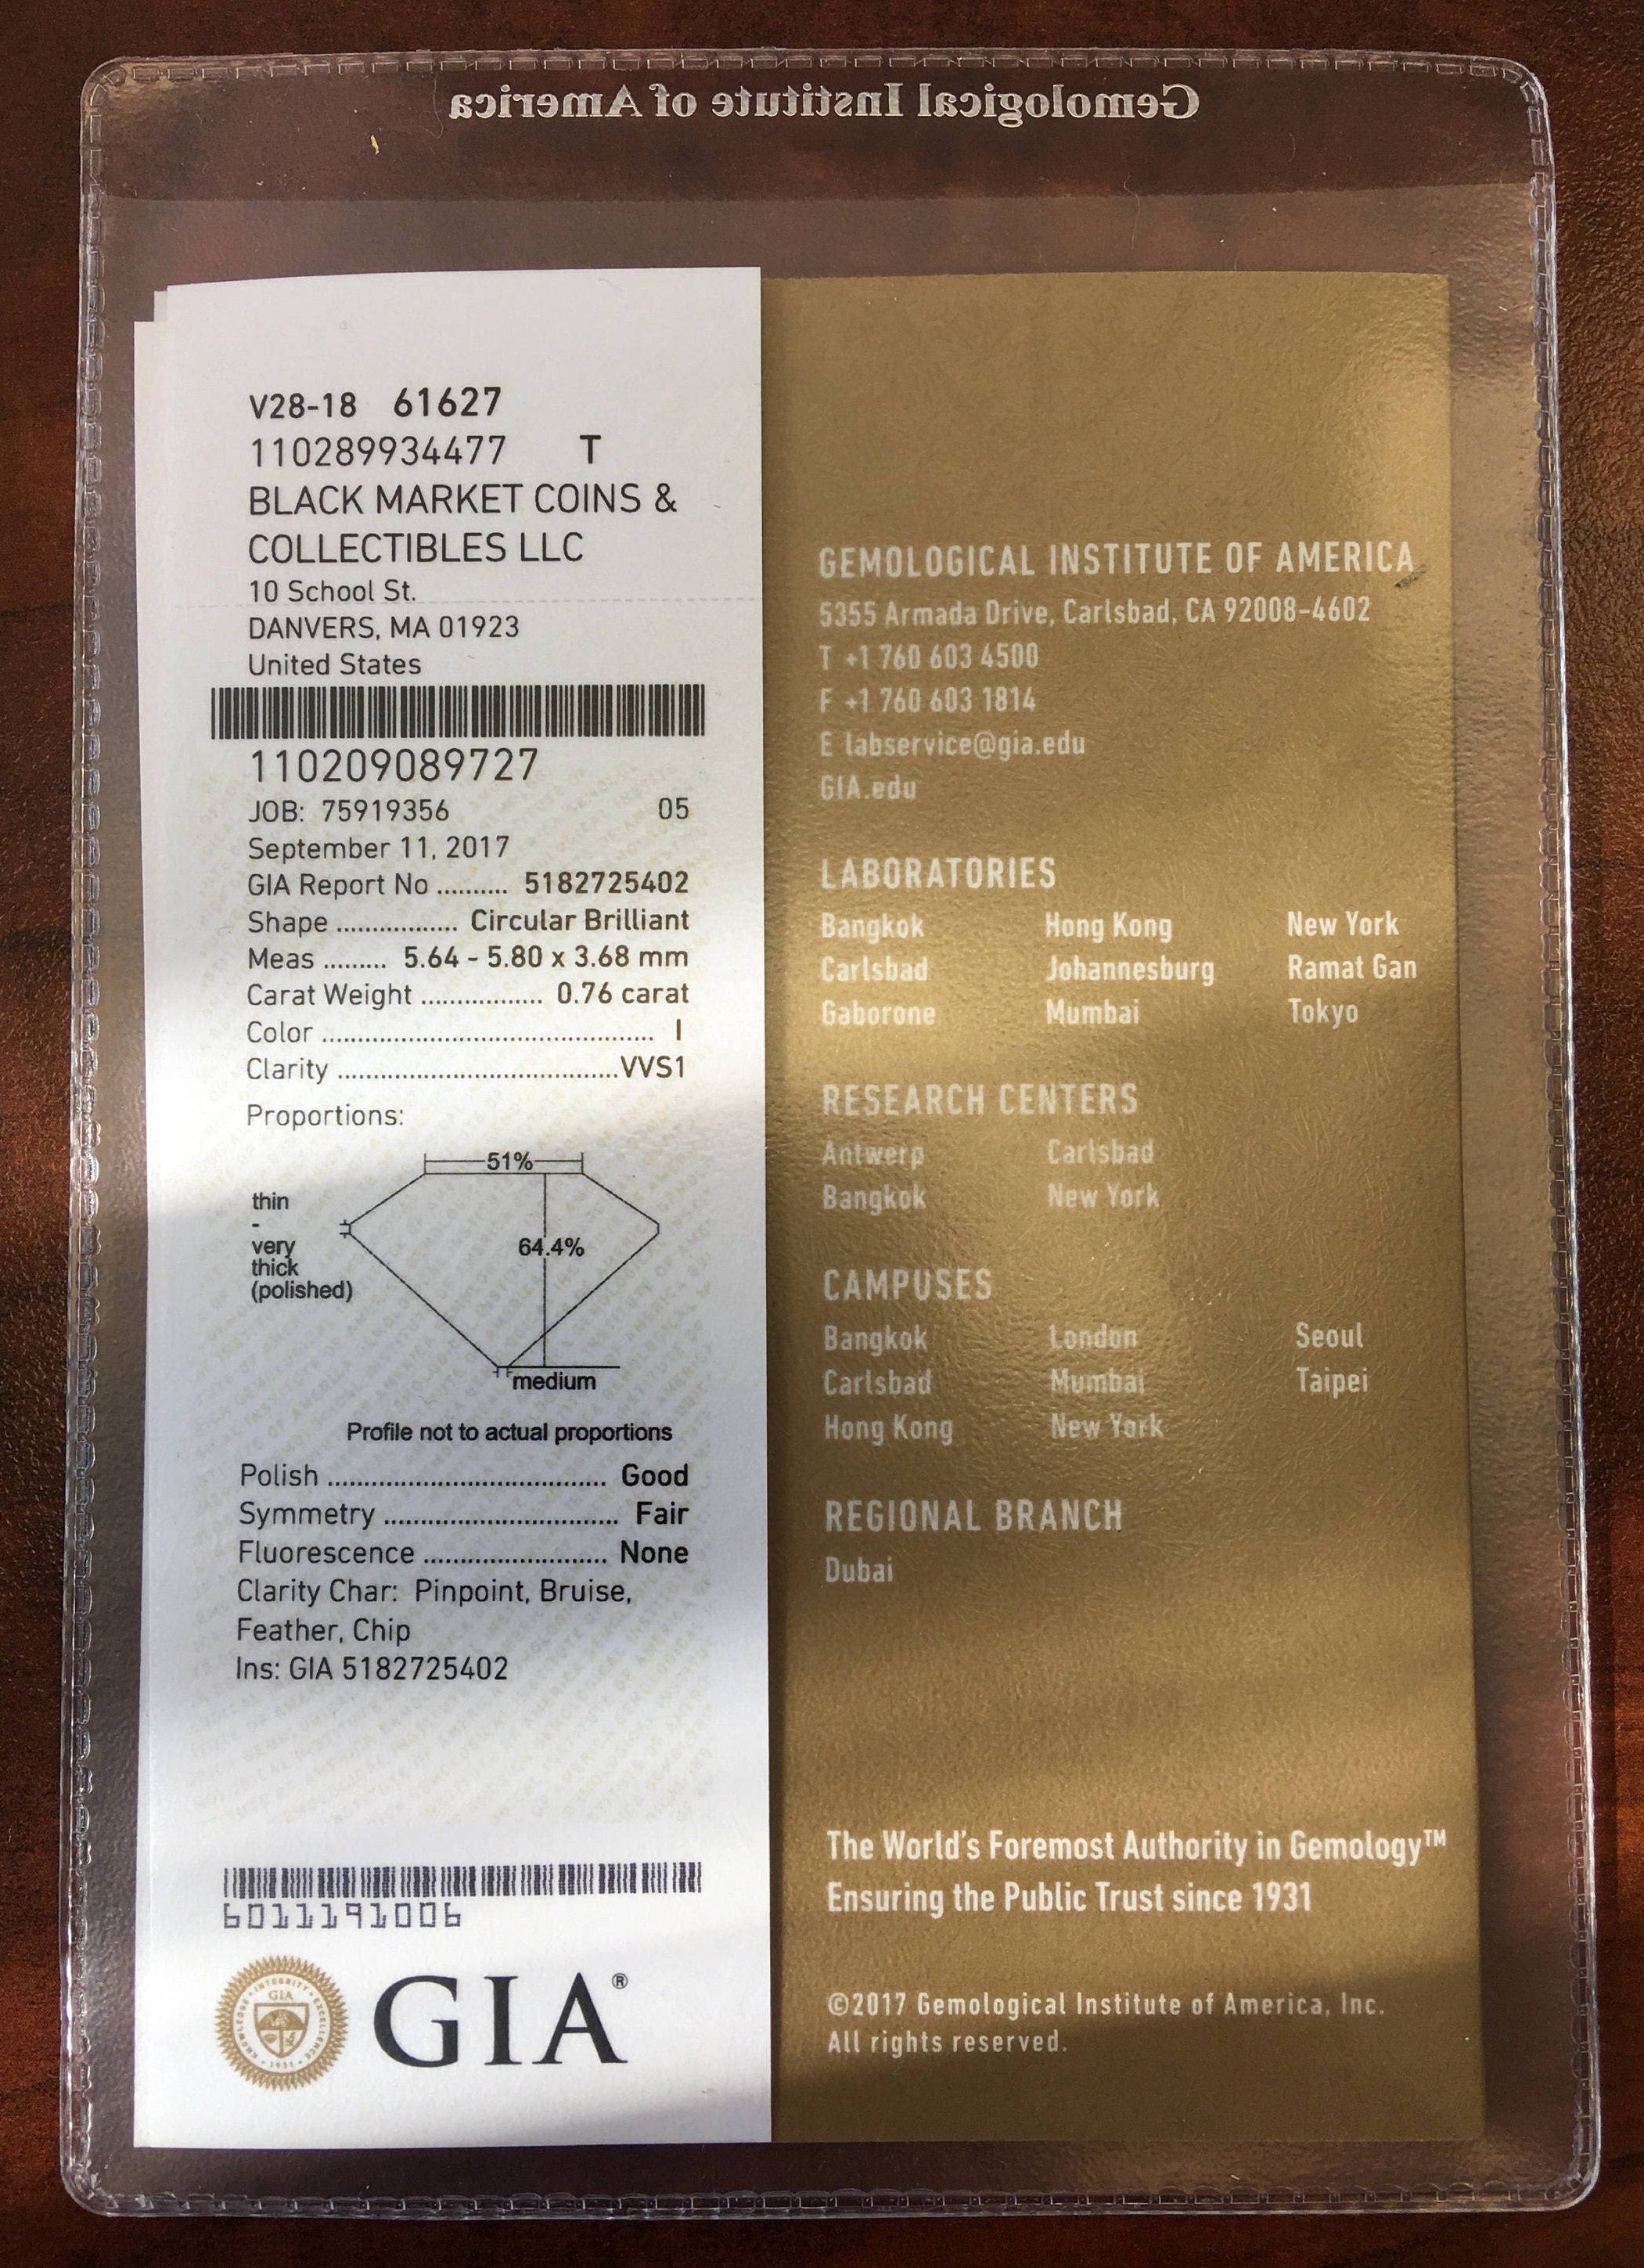 Gemological Institute of America
V28-18 61627
110289934477 T
BLACK MARKET COINS &
COLLECTIBLES LLC
10 School St.
DANVERS, MA 01923
United States
110209089727
JOB: 75919356 05
September 11, 2017
GIA Report No .......... 5182725402
Shape ................. Circular Brilliant
Meas ......... 5.64 - 5.80 x 3.68 mm
Carat Weight ................. 0.76 carat
Color .............................................. I
Clarity .......................................VVS1
Proportions:
51%
thin
-
very
thick
(polished)
64.4%
medium
Profile not to actual proportions
Polish ...................................... Good
Symmetry ................................ Fair
Fluorescence ......................... None
Clarity Char: Pinpoint, Bruise,
Feather, Chip
Ins: GIA 5182725402
6011191006
GIA®
GEMOLOGICAL INSTITUTE OF AMERICA
5355 Armada Drive, Carlsbad, CA 92008-4602
T +1 760 603 4500
F +1 760 603 1814
E labservice@gia.edu
GIA.edu
LABORATORIES
Bangkok Hong Kong New York
Carlsbad Johannesburg Ramat Gan
Gaborone Mumbai Tokyo
RESEARCH CENTERS
Antwerp Carlsbad
Bangkok New York
CAMPUSES
Bangkok London Seoul
Carlsbad Mumbai Taipei
Hong Kong New York
REGIONAL BRANCH
Dubai
The World's Foremost Authority in Gemology™
Ensuring the Public Trust since 1931
©2017 Gemological Institute of America, Inc.
All rights reserved.